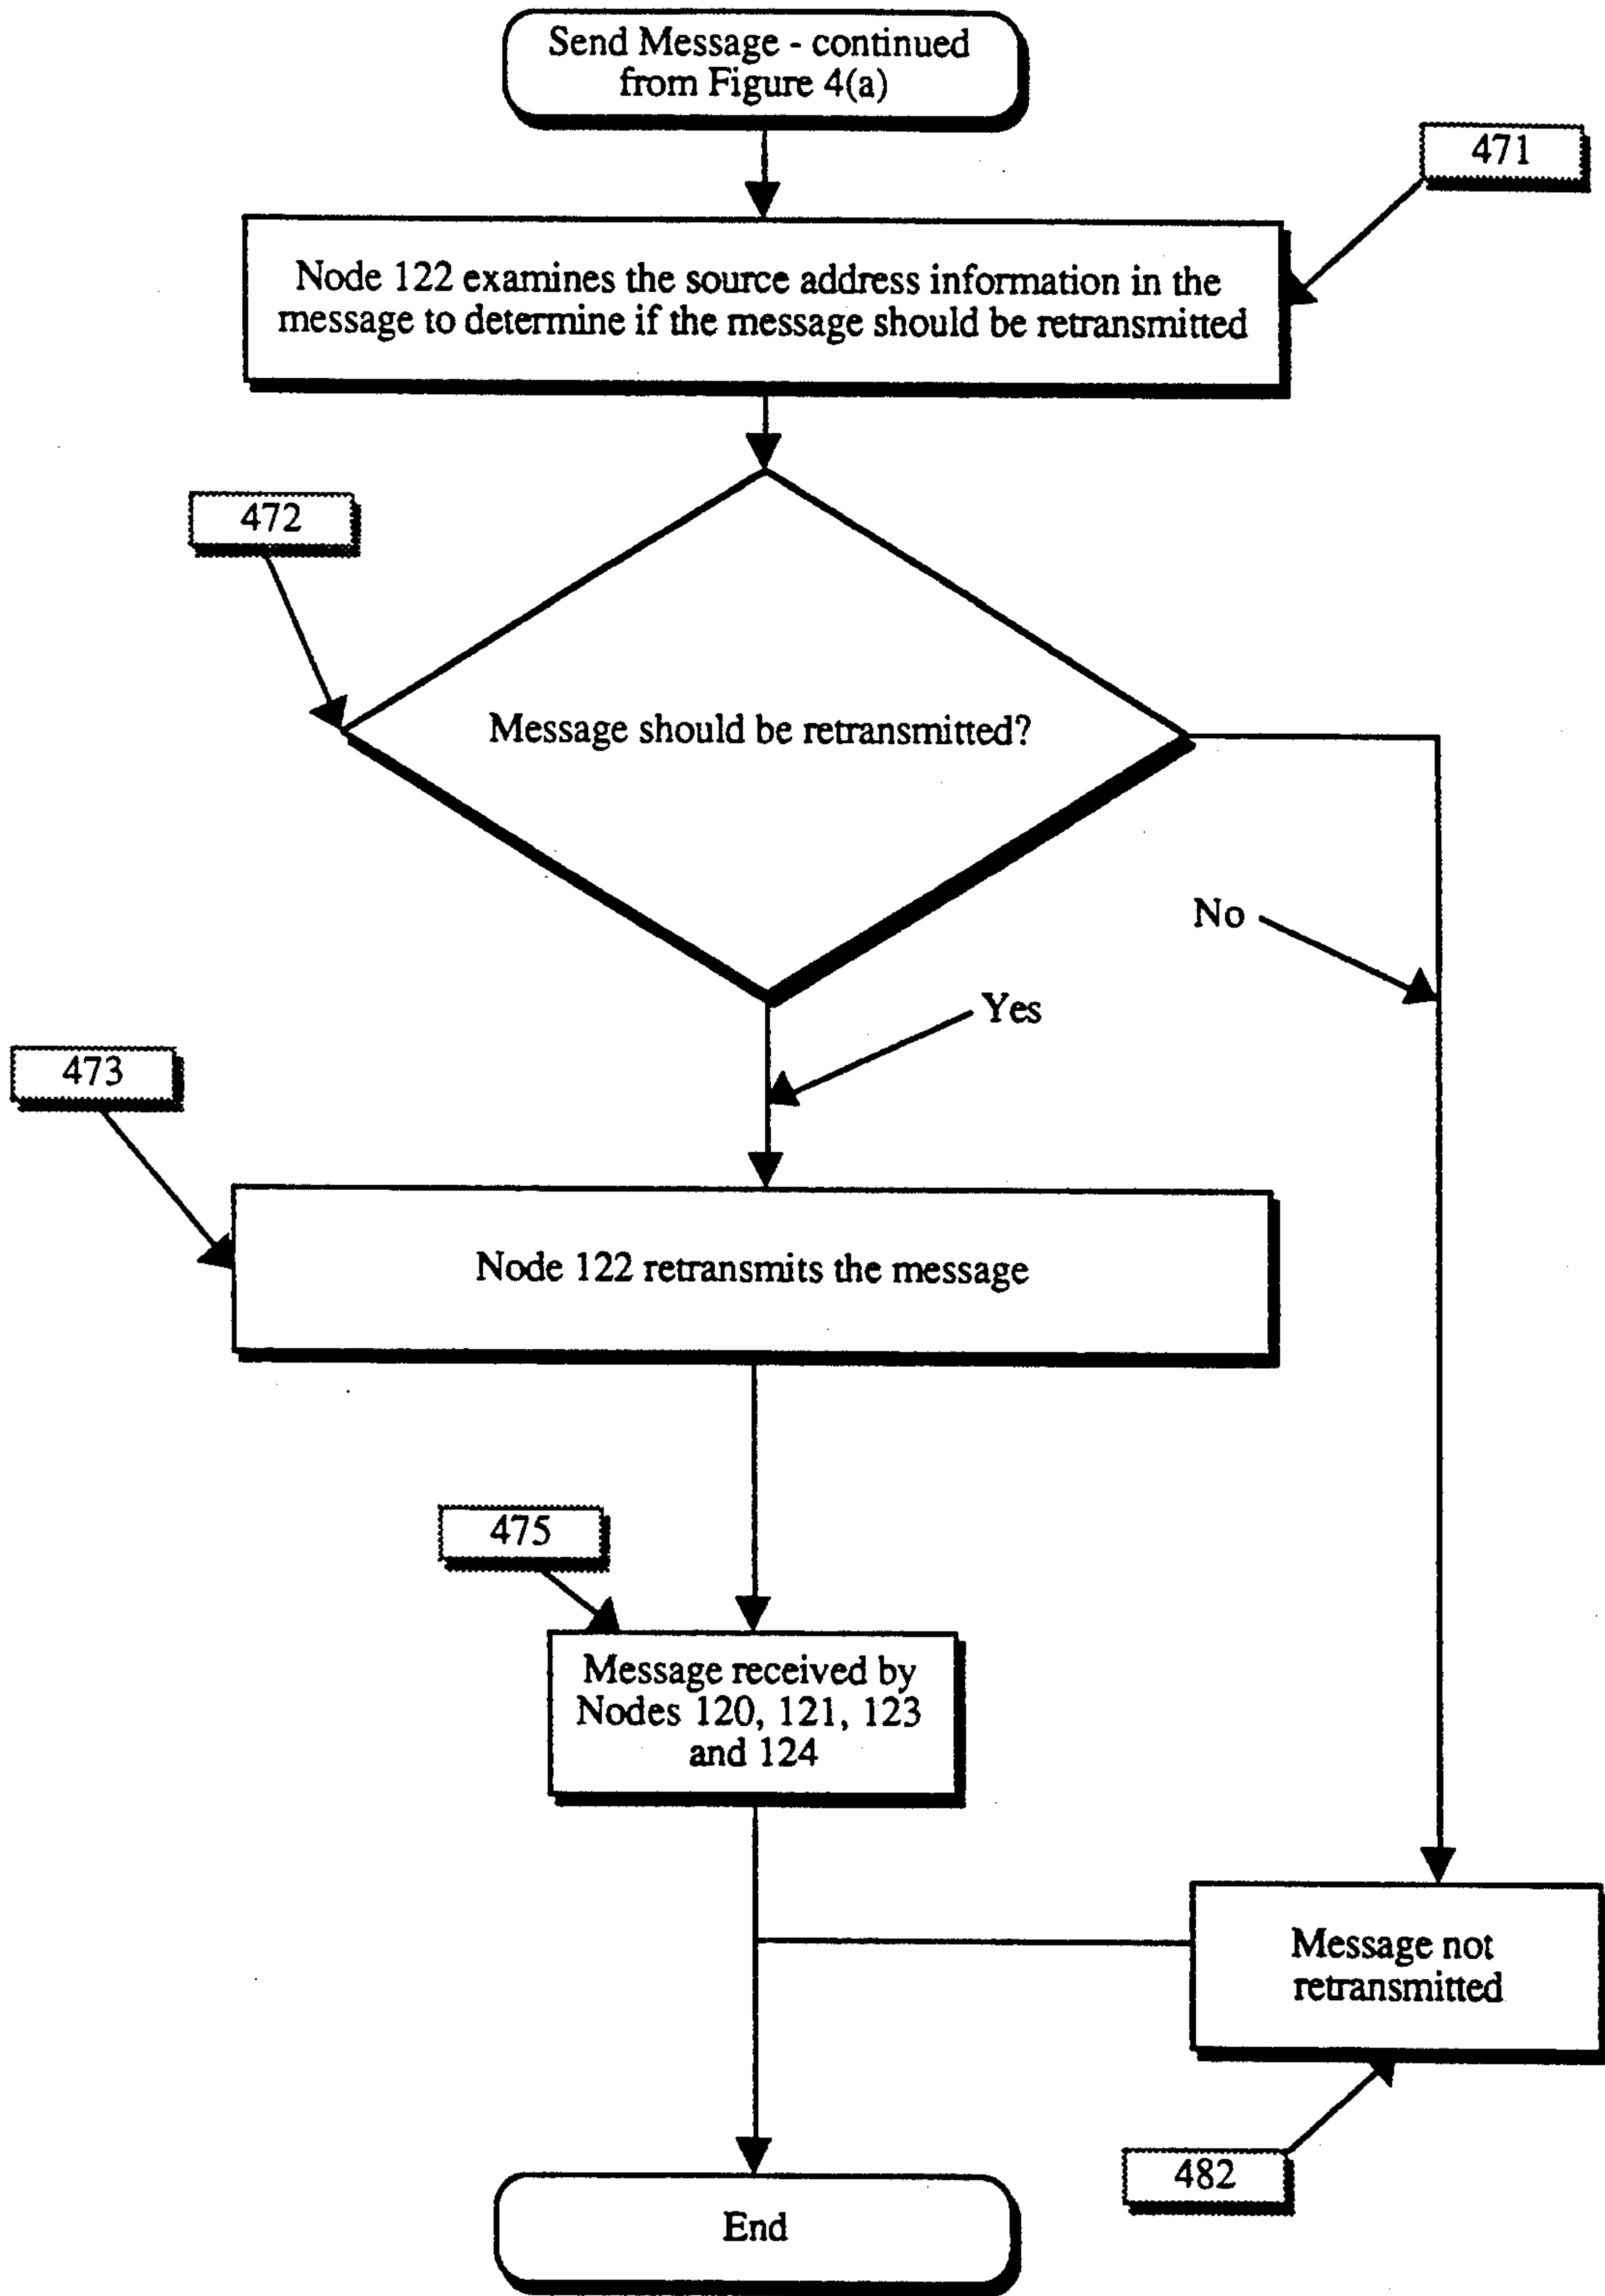 Send Message - continued
from Figure 4(a)
471
Node 122 examines the source address information in the
message to determine if the message should be retransmitted
472
Message should be retransmitted?
No
Yes
473
Node 122 retransmits the message
475
Message received by
Nodes 120, 121, 123
and 124
Message not
retransmitted
482
End